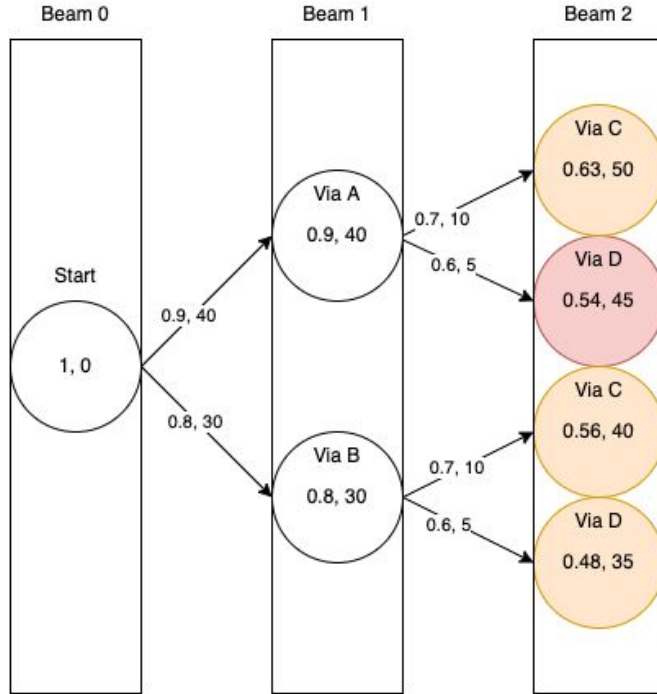 Beam 0
Beam 1
Beam 2
Start
1, 0
0.9, 40
0.8, 30
Via A
0.9, 40
Via B
0.8, 30
0.7, 10
0.6, 5
0.7, 10
0.6, 5
Via C
0.63, 50
Via D
0.54, 45
Via C
0.56, 40
Via D
0.48, 35